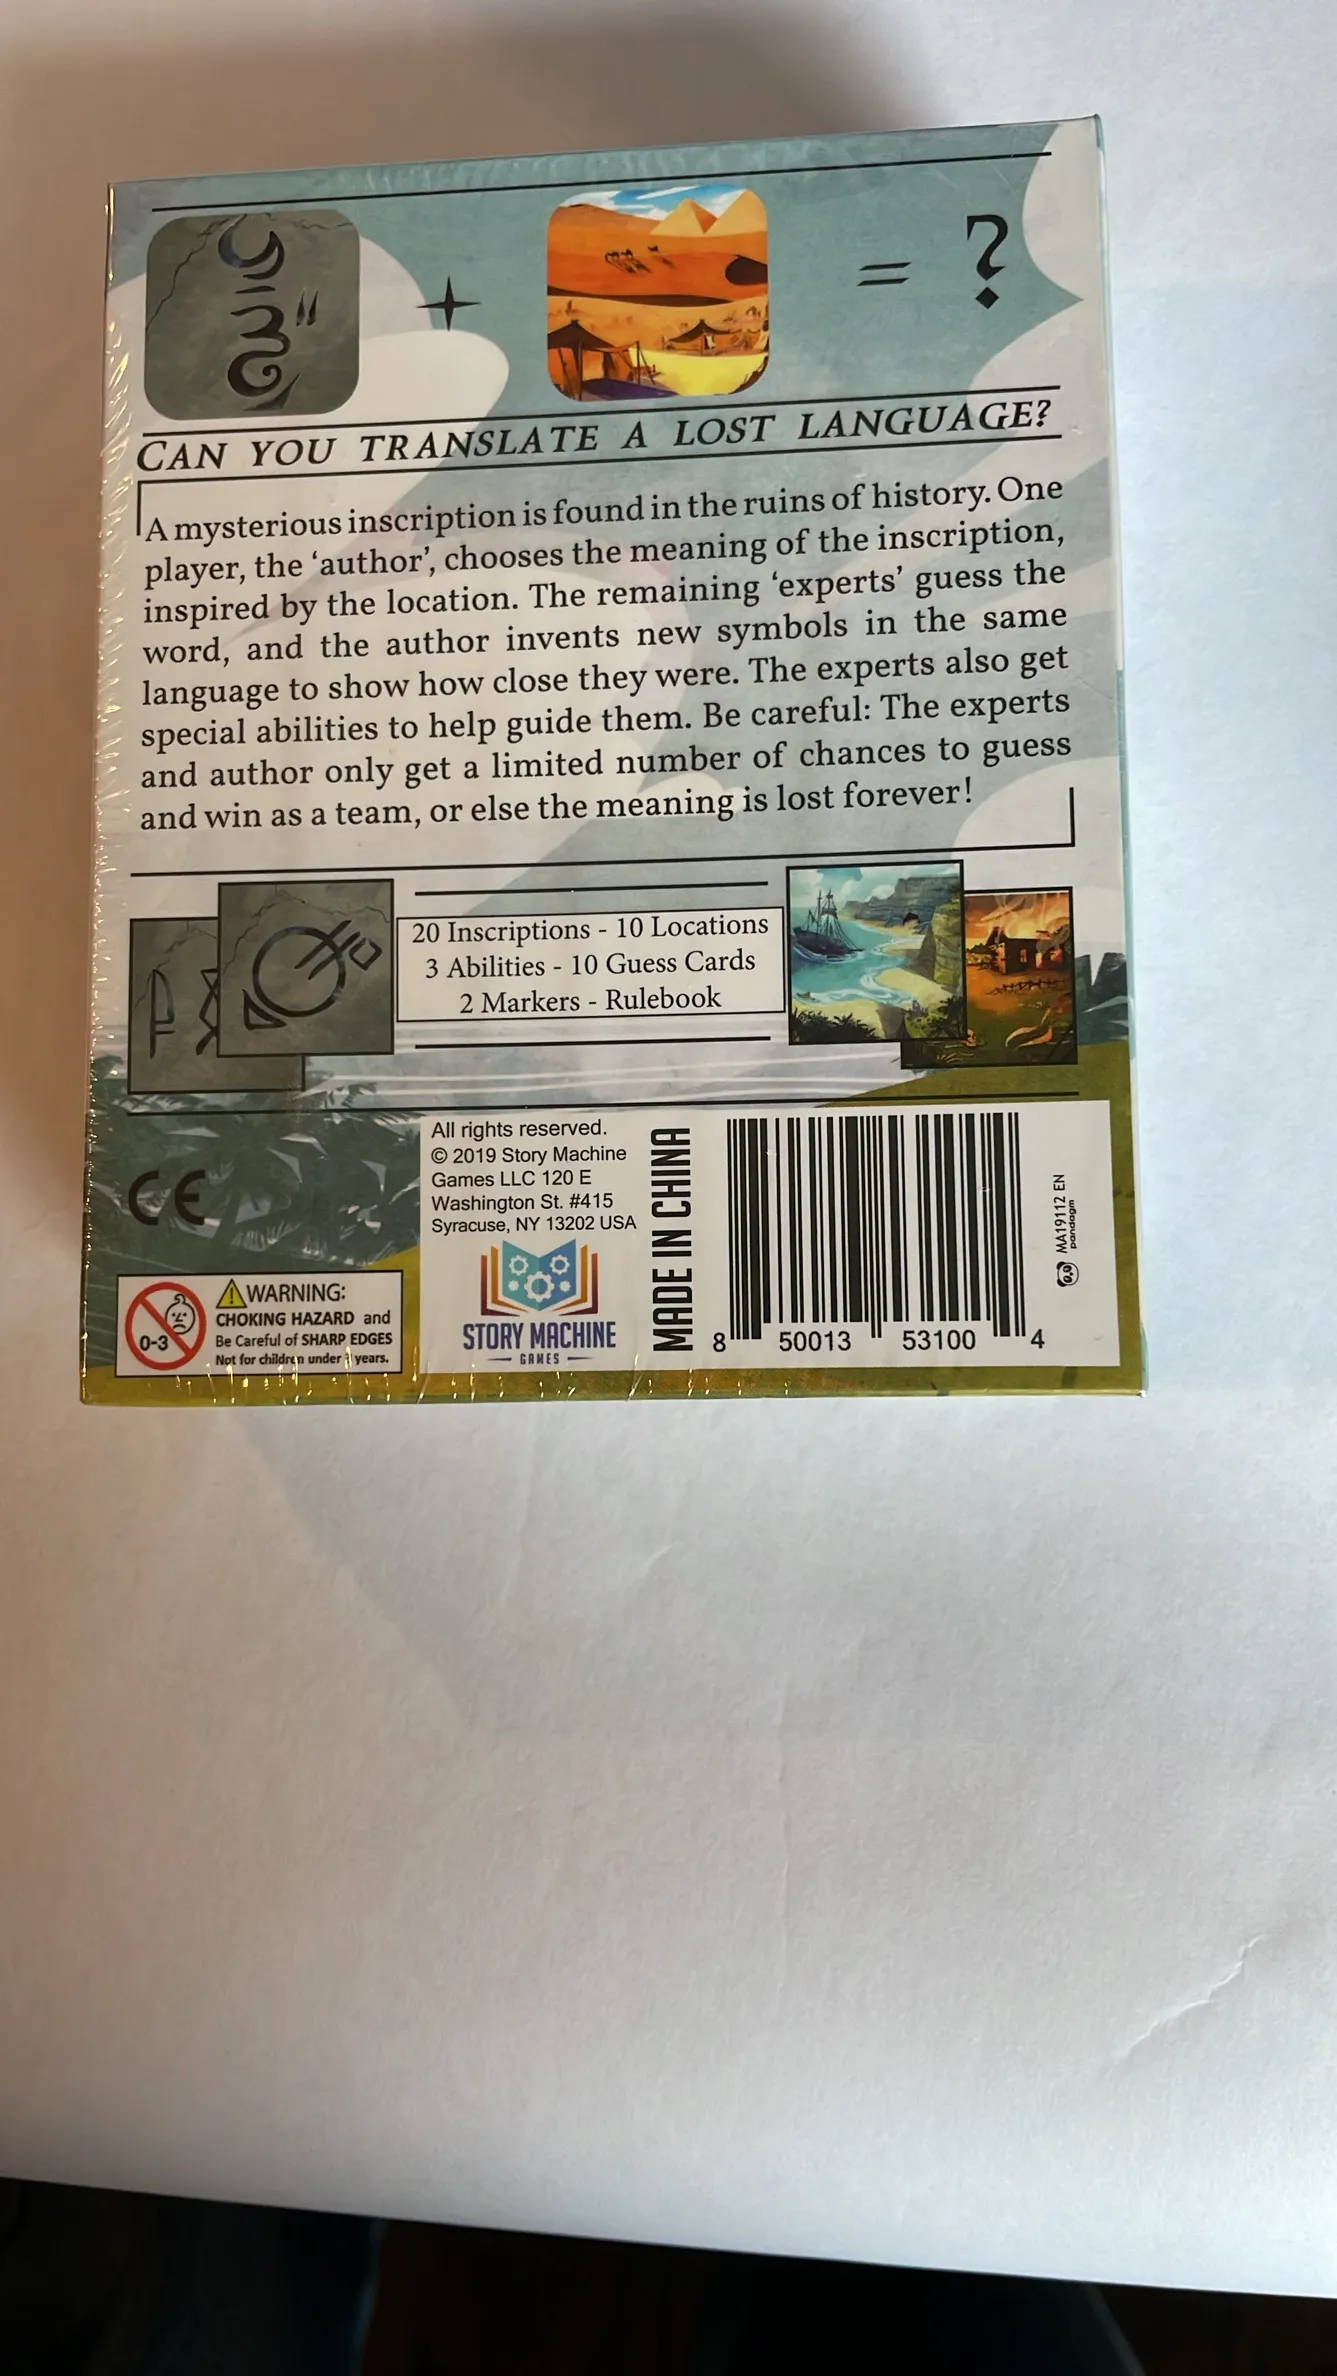 + = ?
CAN YOU TRANSLATE A LOST LANGUAGE?
A mysterious inscription is found in the ruins of history. One
player, the ‘author’, chooses the meaning of the inscription,
inspired by the location. The remaining ‘experts’ guess the
word, and the author invents new symbols in the same
language to show how close they were. The experts also get
special abilities to help guide them. Be careful: The experts
and author only get a limited number of chances to guess
and win as a team, or else the meaning is lost forever!
20 Inscriptions - 10 Locations
3 Abilities - 10 Guess Cards
2 Markers - Rulebook
CE
0-3
WARNING:
CHOKING HAZARD and
Be Careful of SHARP EDGES
Not for children under 3 years.
All rights reserved.
© 2019 Story Machine
Games LLC 120 E
Washington St. #415
Syracuse, NY 13202 USA
STORY MACHINE
GAMES
MADE IN CHINA
8 50013 53100 4
MA19112 EN
pandagm